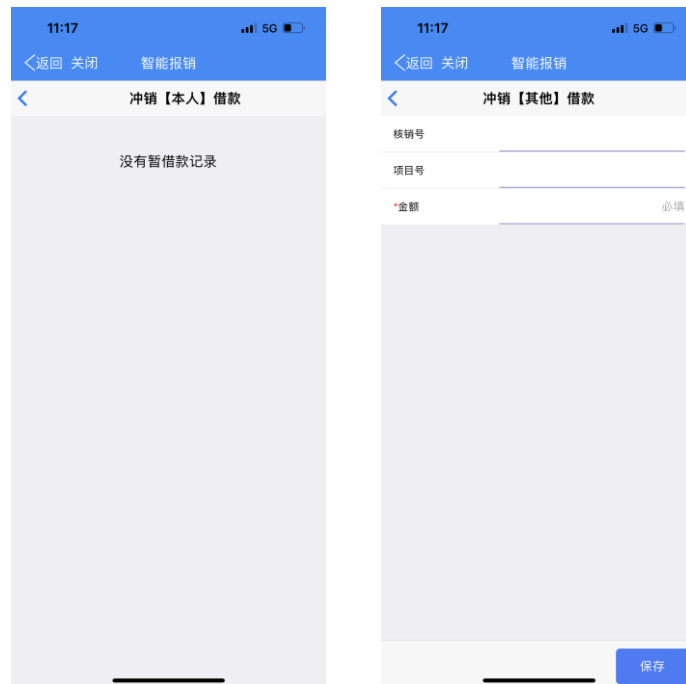 11:17 5G
返回 关闭 智能报销
冲销【本人】借款
没有暂借款记录
11:17 5G
返回 关闭 智能报销
冲销【其他】借款
核销号
项目号
*金额 必填
保存